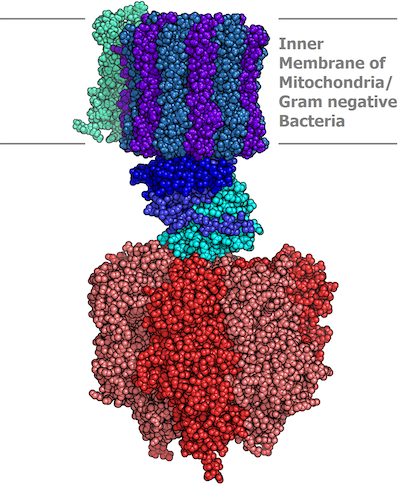 Inner
Membrane of
Mitochondria/
Gram negative
Bacteria